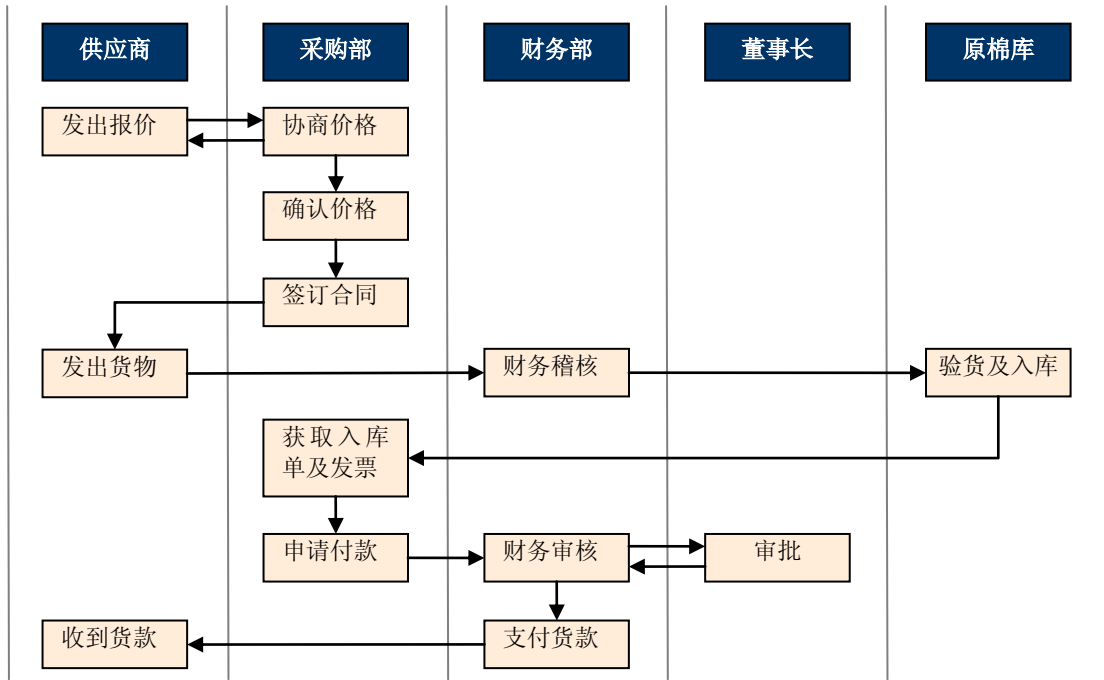 供应商
采购部
财务部
董事长
原棉库
发出报价
协商价格
确认价格
签订合同
发出货物
财务稽核
验货及入库
获取入库
单及发票
申请付款
财务审核
审批
收到货款
支付货款